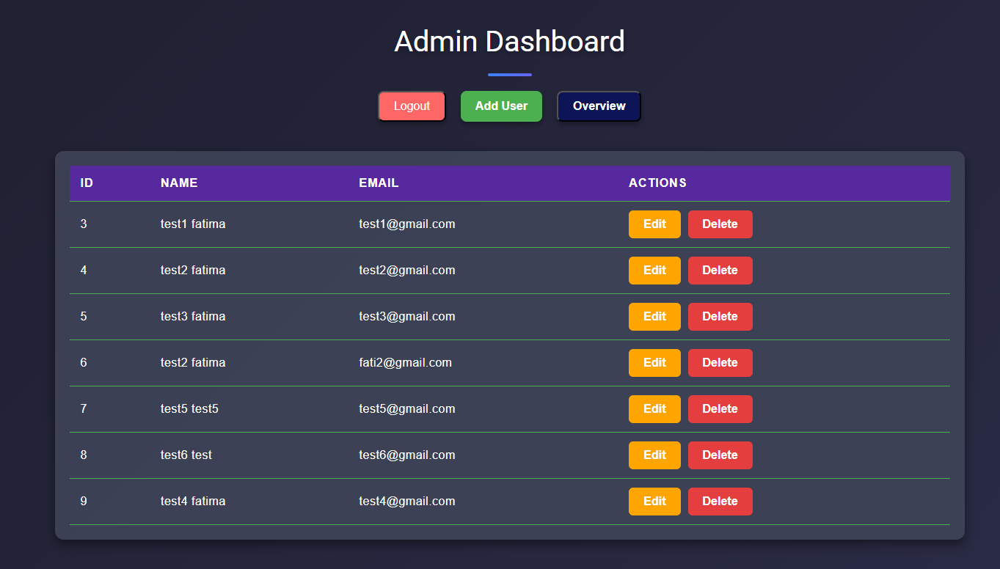 Admin Dashboard
Logout Add User Overview
ID NAME EMAIL ACTIONS
3 test1 fatima test1@gmail.com Edit Delete
4 test2 fatima test2@gmail.com Edit Delete
5 test3 fatima test3@gmail.com Edit Delete
6 test2 fatima fati2@gmail.com Edit Delete
7 test5 test5 test5@gmail.com Edit Delete
8 test6 test test6@gmail.com Edit Delete
9 test4 fatima test4@gmail.com Edit Delete